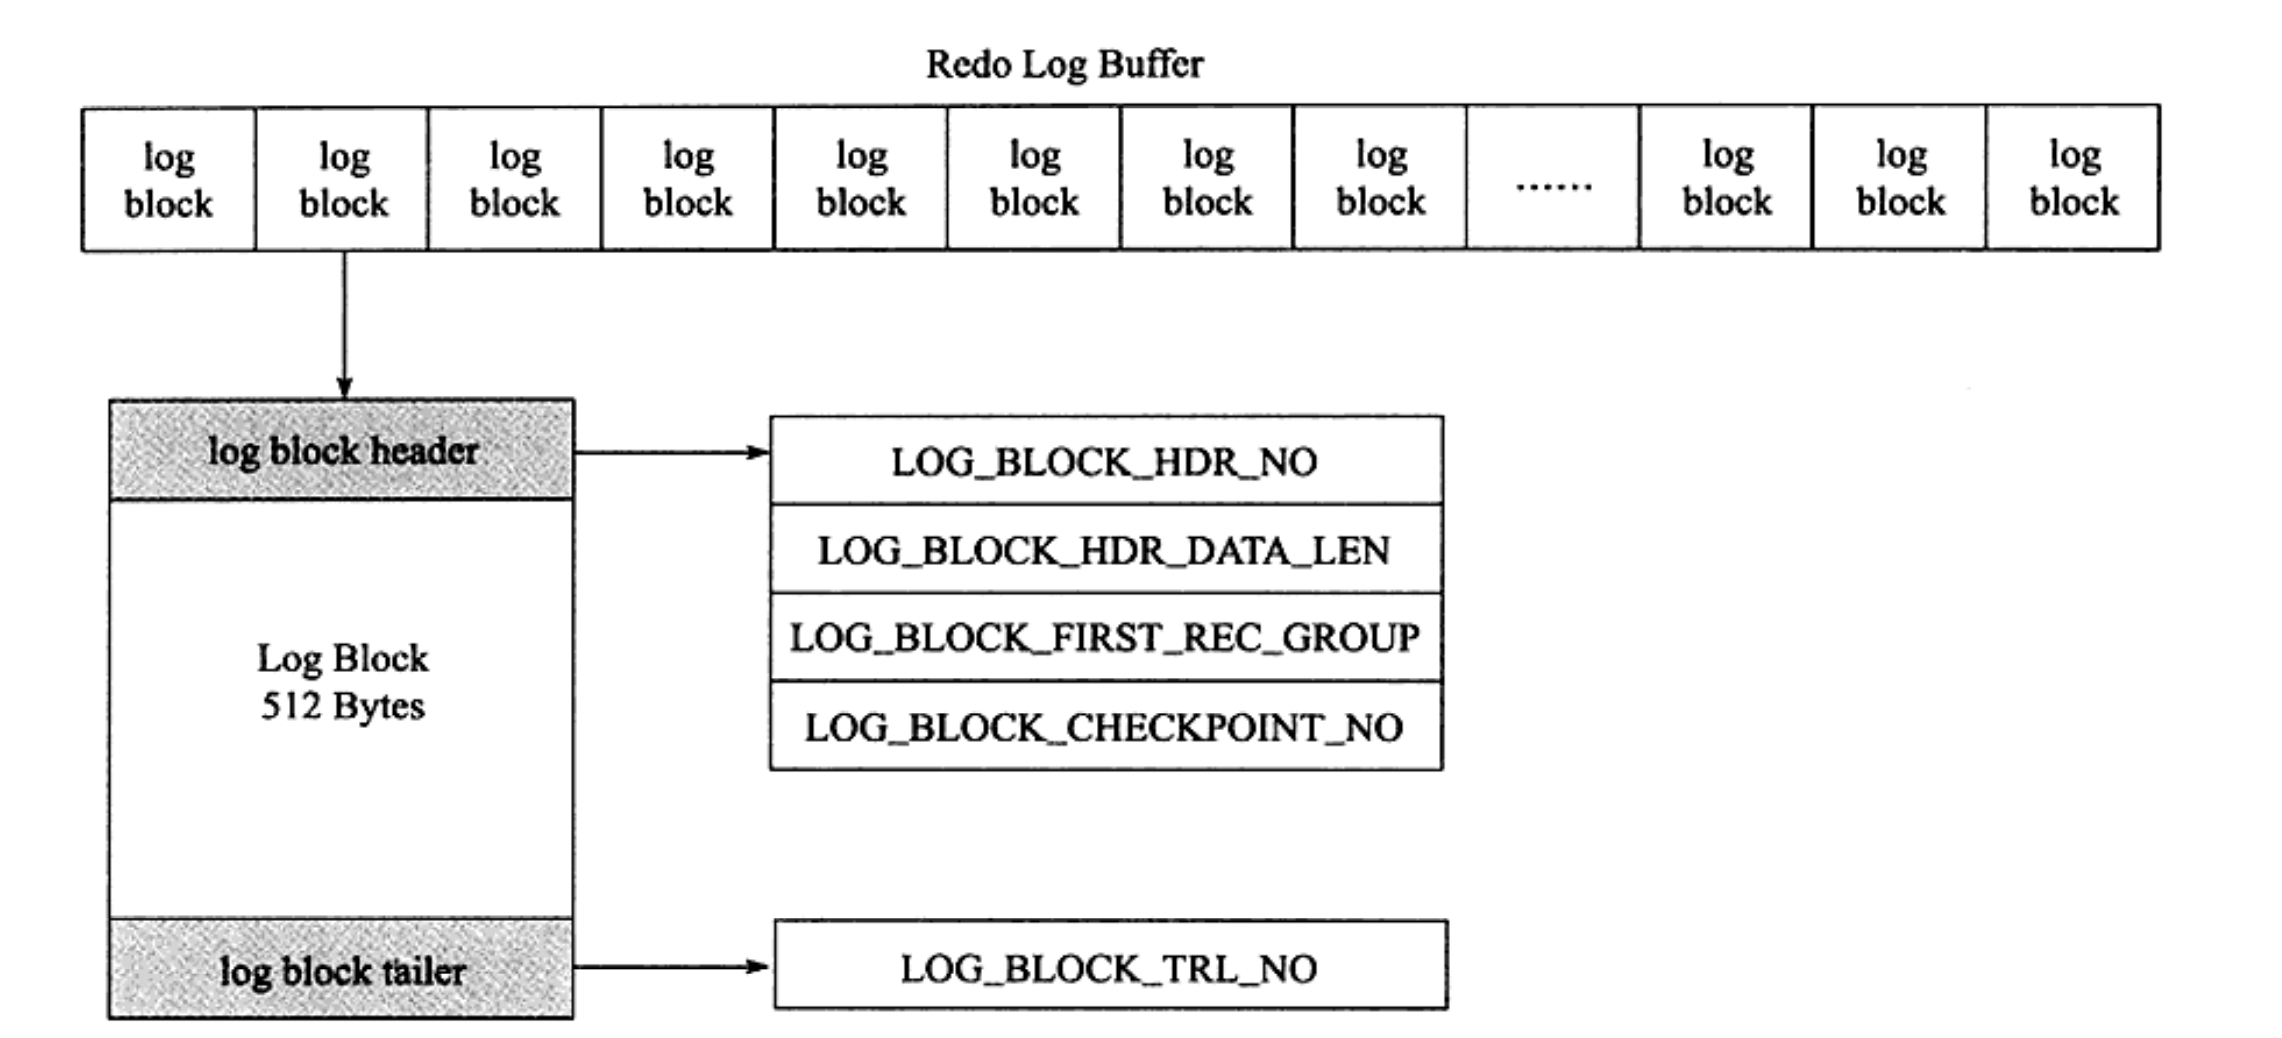 Redo Log Buffer
log block
log block
log block
log block
log block
log block
log block
log block
......
log block
log block
log block
log block header
LOG_BLOCK_HDR_NO
LOG_BLOCK_HDR_DATA_LEN
LOG_BLOCK_FIRST_REC_GROUP
LOG_BLOCK_CHECKPOINT_NO
Log Block
512 Bytes
log block tailer
LOG_BLOCK_TRL_NO